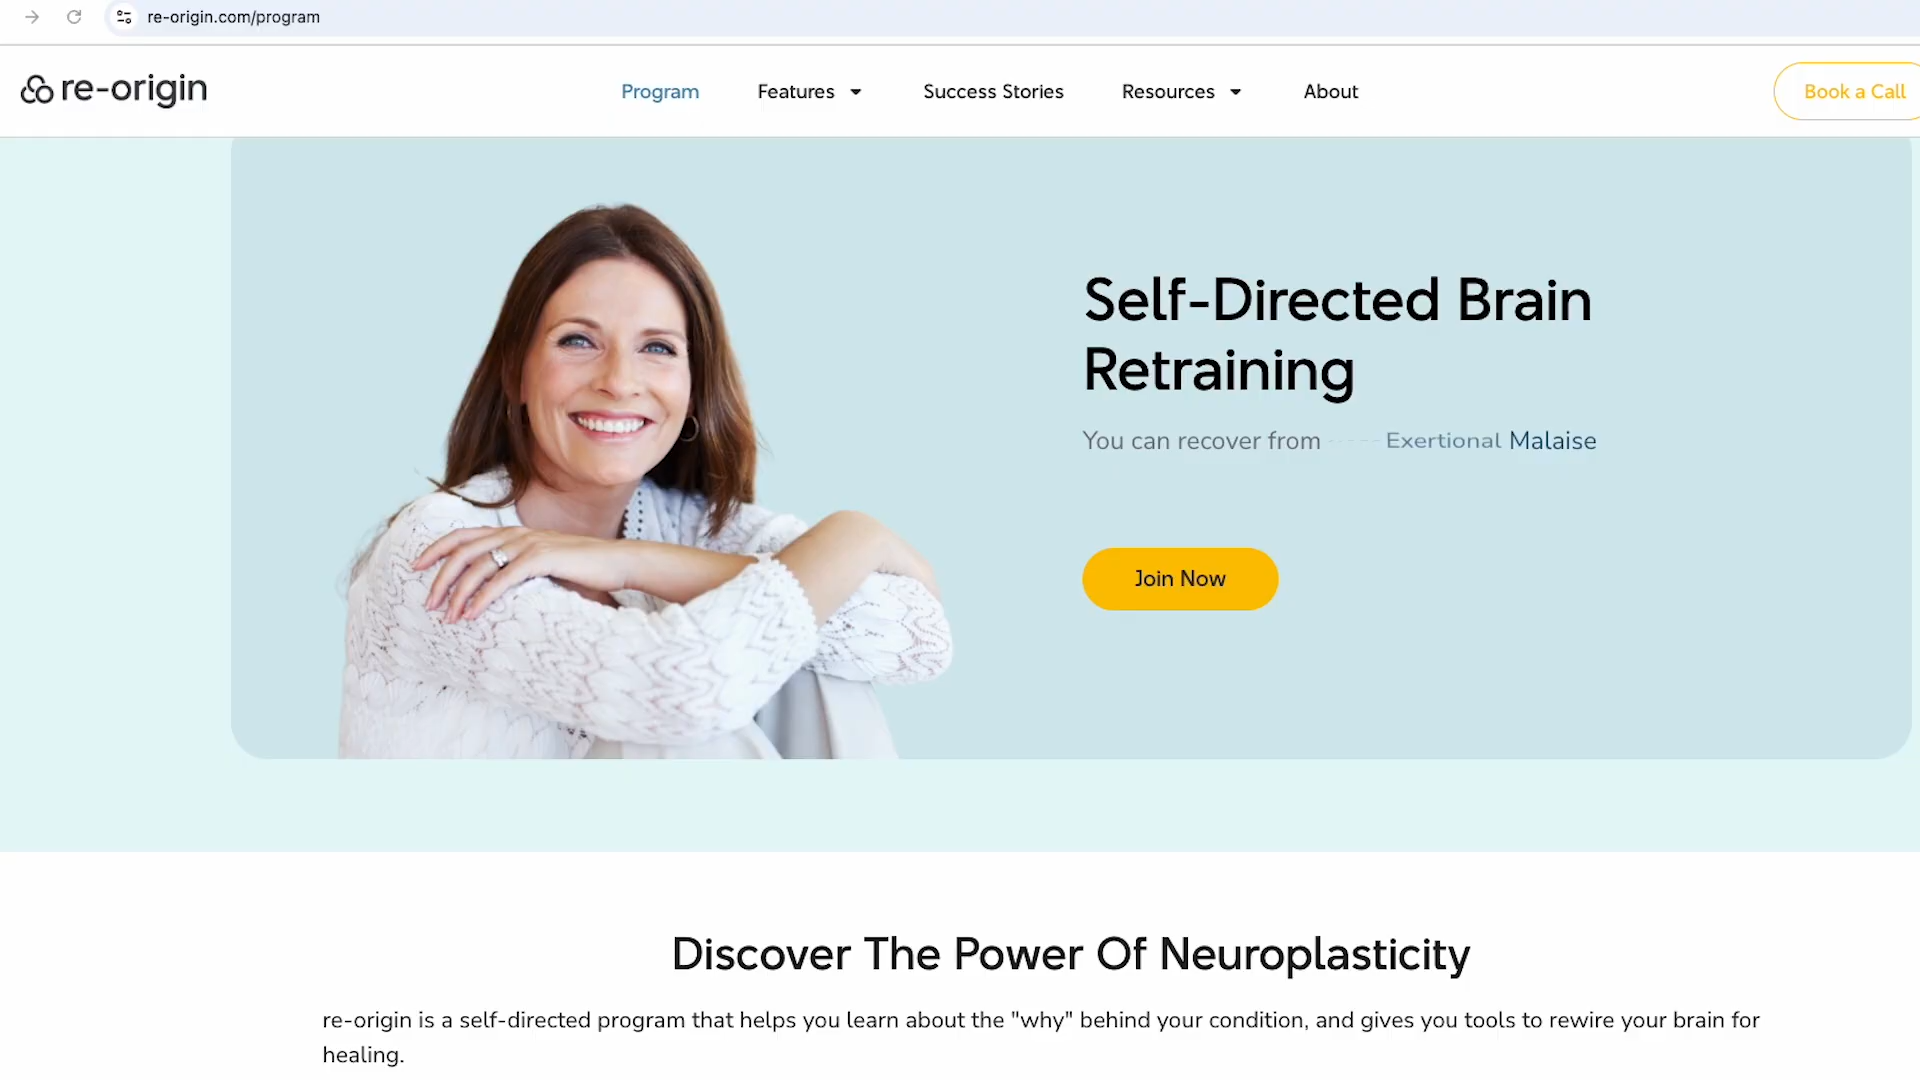 re-origin.com/program
re-origin
Program
Features
Success Stories
Resources
About
Book a Call
Self-Directed Brain
Retraining
You can recover from Exertional Malaise
Join Now
Discover The Power Of Neuroplasticity
re-origin is a self-directed program that helps you learn about the "why" behind your condition, and gives you tools to rewire your brain for
healing.